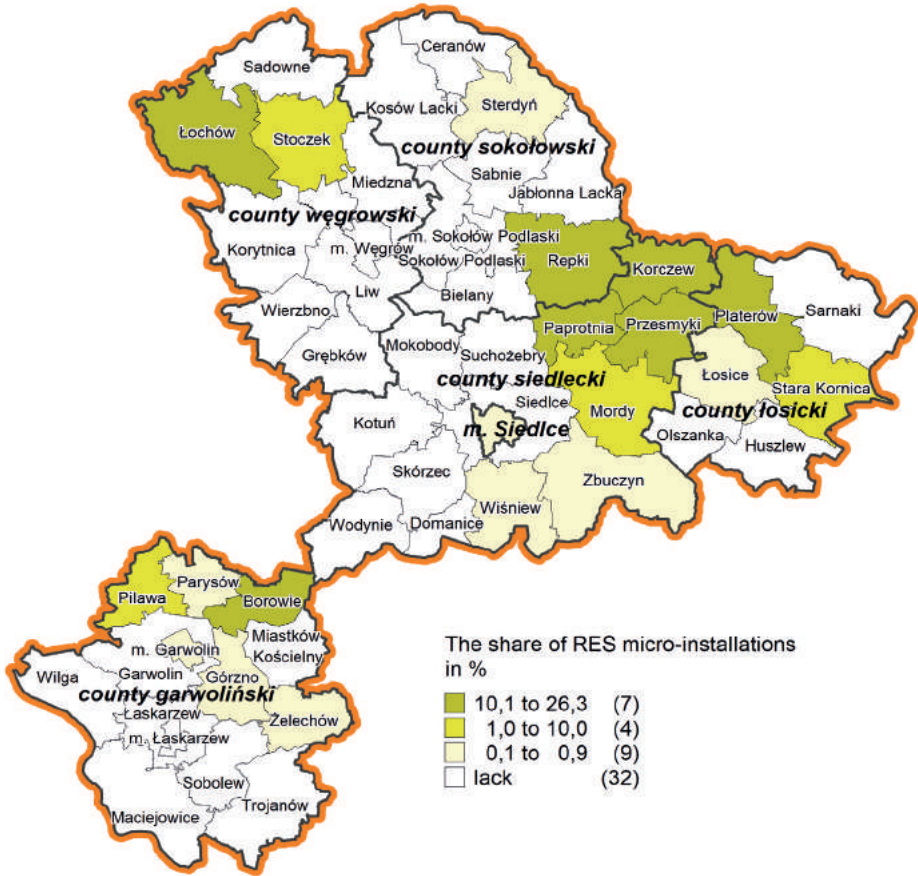 Ceranów
Sadowne
Sterdyń
Kosów Lacki
Łochów
Stoczek
county sokołowski
Sabnie
Miedzna
Jabłonna Lacka
county węgrowski
m. Sokołów Podlaski
Korytnica
m. Węgrów
Sokołów Podlaski
Repki
Korczew
Liw
Bielany
Wierzbno
Paprotnia
Przesmyki
Platerów
Sarnaki
Grębków
Mokobody
Suchożebry
county siedlecki
Łosice
Stara Kornica
Siedlce
Mordy
county łosicki
Kotuń
m. Siedlce
Olszanka
Huszlew
Skórzec
Zbuczyn
Wiśniew
Wodynie
Domanice
Parysów
Pilawa
Borowie
Miastków
Kościelny
m. Garwolin
Wilga
Garwolin
Górzno
county garwoliński
Łaskarzew
Żelechów
m. Łaskarzew
Sobolew
Trojanów
Maciejowice
The share of RES micro-installations
in %
10,1 to 26,3 (7)
1,0 to 10,0 (4)
0,1 to 0,9 (9)
lack (32)